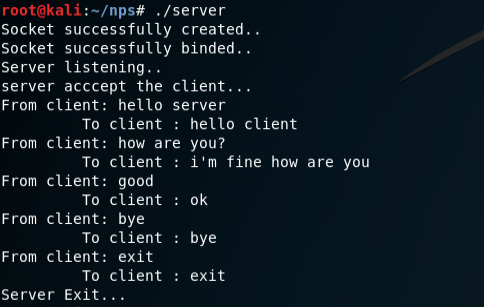 root@kali:~/nps# ./server
Socket successfully created..
Socket successfully binded..
Server listening..
server acccept the client...
From client: hello server
To client : hello client
From client: how are you?
To client : i'm fine how are you
From client: good
To client : ok
From client: bye
To client : bye
From client: exit
To client : exit
Server Exit...